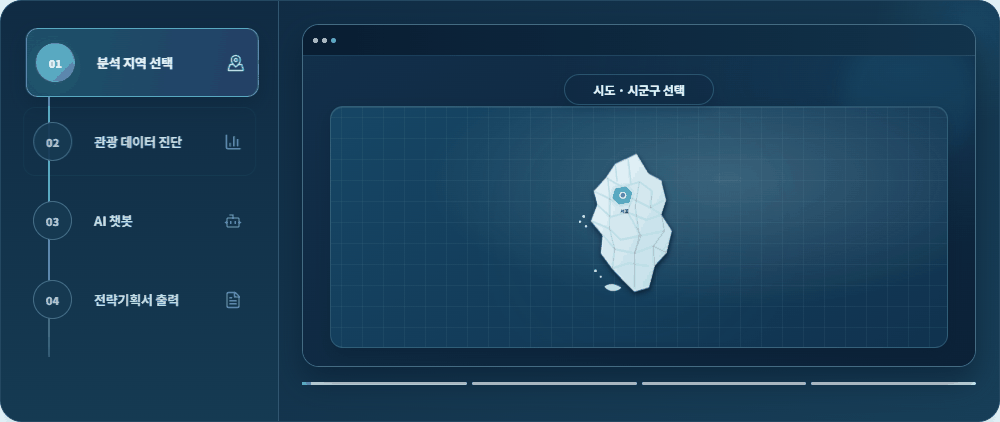 01 분석 지역 선택
02 관광 데이터 진단
03 AI 챗봇
04 전략기획서 출력
시도 · 시군구 선택